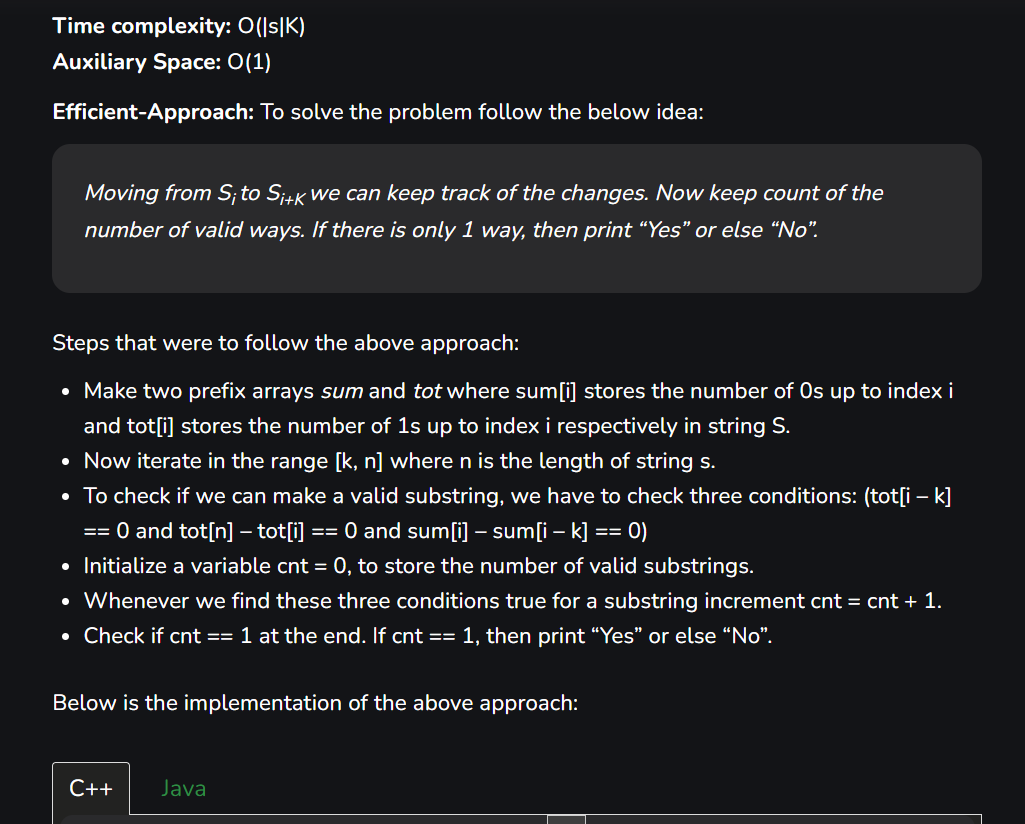 Time complexity: O(|s|K)
Auxiliary Space: O(1)
Efficient-Approach: To solve the problem follow the below idea:
Moving from Si to Si+K we can keep track of the changes. Now keep count of the
number of valid ways. If there is only 1 way, then print “Yes” or else “No”.
Steps that were to follow the above approach:
• Make two prefix arrays sum and tot where sum[i] stores the number of 0s up to index i
and tot[i] stores the number of 1s up to index i respectively in string S.
• Now iterate in the range [k, n] where n is the length of string s.
• To check if we can make a valid substring, we have to check three conditions: (tot[i – k]
== 0 and tot[n] – tot[i] == 0 and sum[i] – sum[i – k] == 0)
• Initialize a variable cnt = 0, to store the number of valid substrings.
• Whenever we find these three conditions true for a substring increment cnt = cnt + 1.
• Check if cnt == 1 at the end. If cnt == 1, then print “Yes” or else “No”.
Below is the implementation of the above approach:
C++ Java